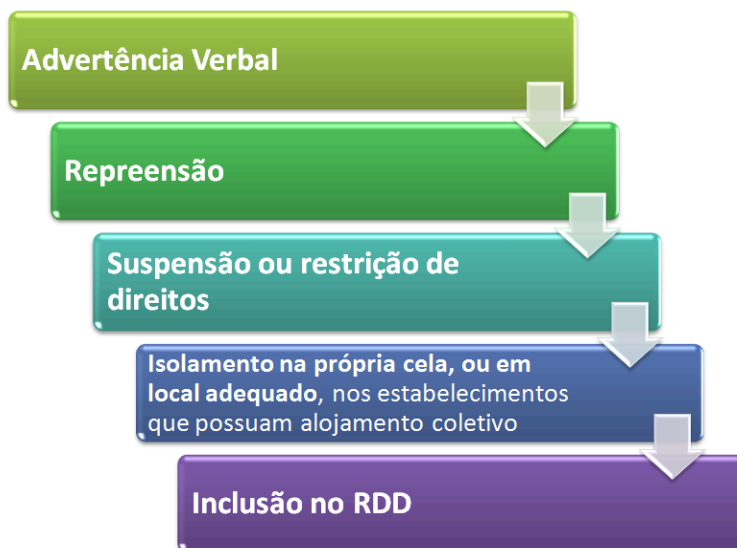 Advertência Verbal
Repreensão
Suspensão ou restrição de
direitos
Isolamento na própria cela, ou em
local adequado, nos estabelecimentos
que possuam alojamento coletivo
Inclusão no RDD